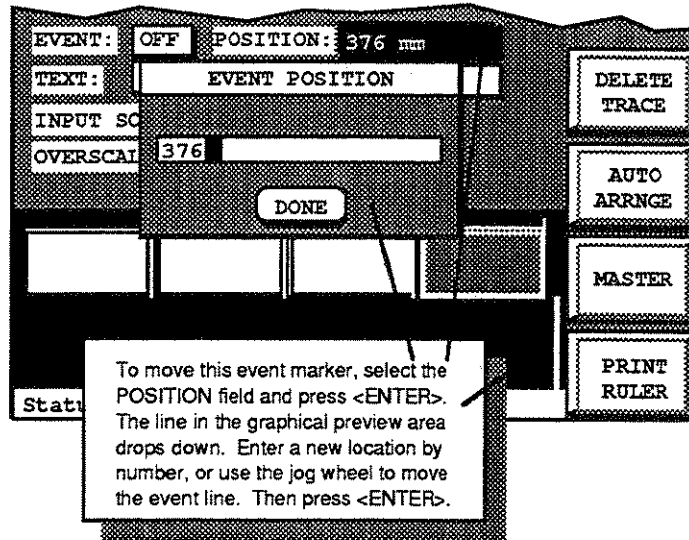 EVENT: OFF POSITION: 376 mm
TEXT: EVENT POSITION
INPUT SC
OVERSCAL 376
DONE
DELETE
TRACE
AUTO
ARRNGE
MASTER
PRINT
RULER
To move this event marker, select the
POSITION field and press <ENTER>.
The line in the graphical preview area
drops down. Enter a new location by
number, or use the jog wheel to move
the event line. Then press <ENTER>.
Statu